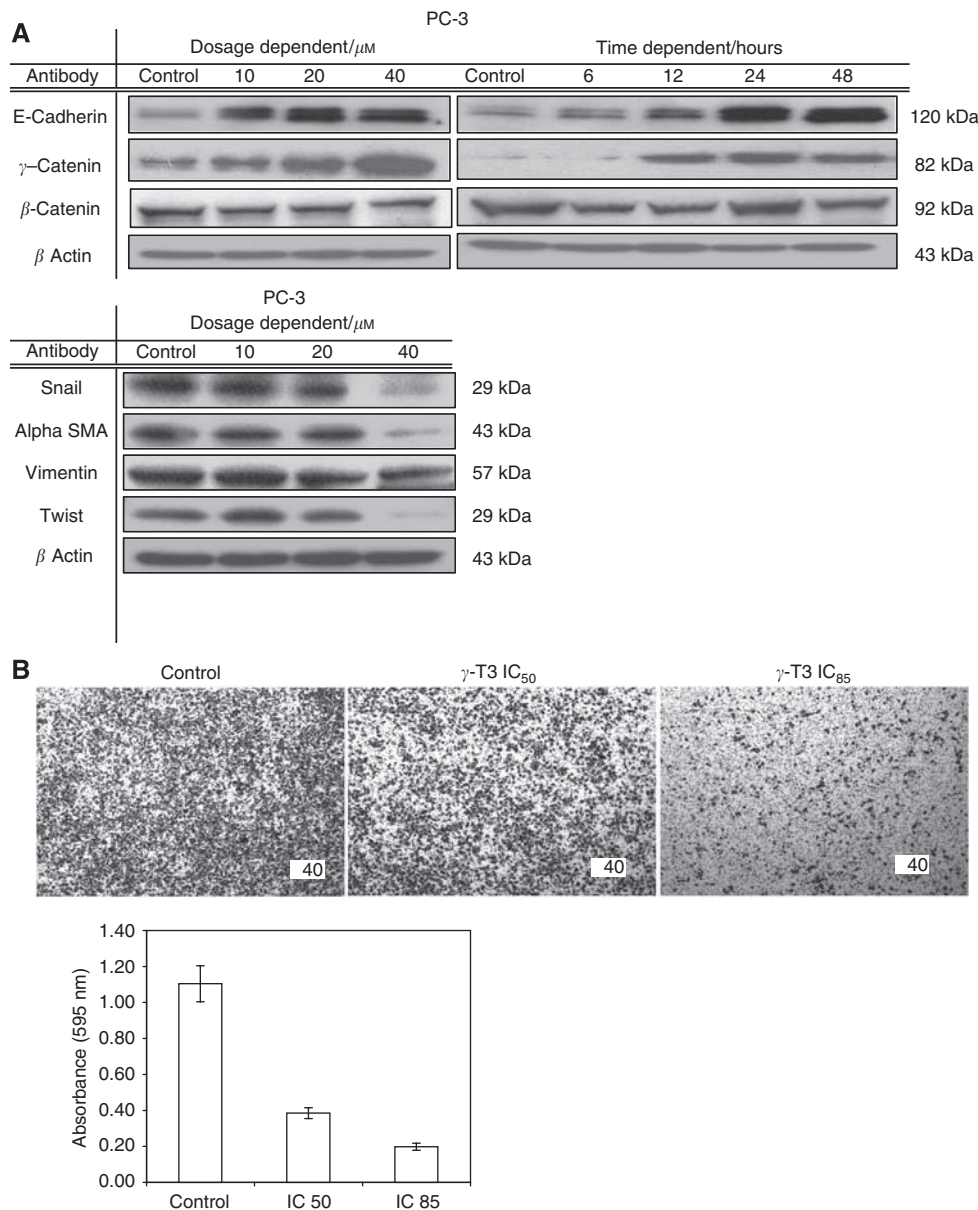 A
PC-3
Dosage dependent/μM
Time dependent/hours
Antibody Control 10 20 40 Control 6 12 24 48
E-Cadherin 120 kDa
γ–Catenin 82 kDa
β-Catenin 92 kDa
β Actin 43 kDa
PC-3
Dosage dependent/μM
Antibody Control 10 20 40
Snail 29 kDa
Alpha SMA 43 kDa
Vimentin 57 kDa
Twist 29 kDa
β Actin 43 kDa
B
Control γ-T3 IC50 γ-T3 IC85
40 40 40
1.40
1.20
1.00
0.80
0.60
0.40
0.20
0.00
Absorbance (595 nm)
Control IC 50 IC 85